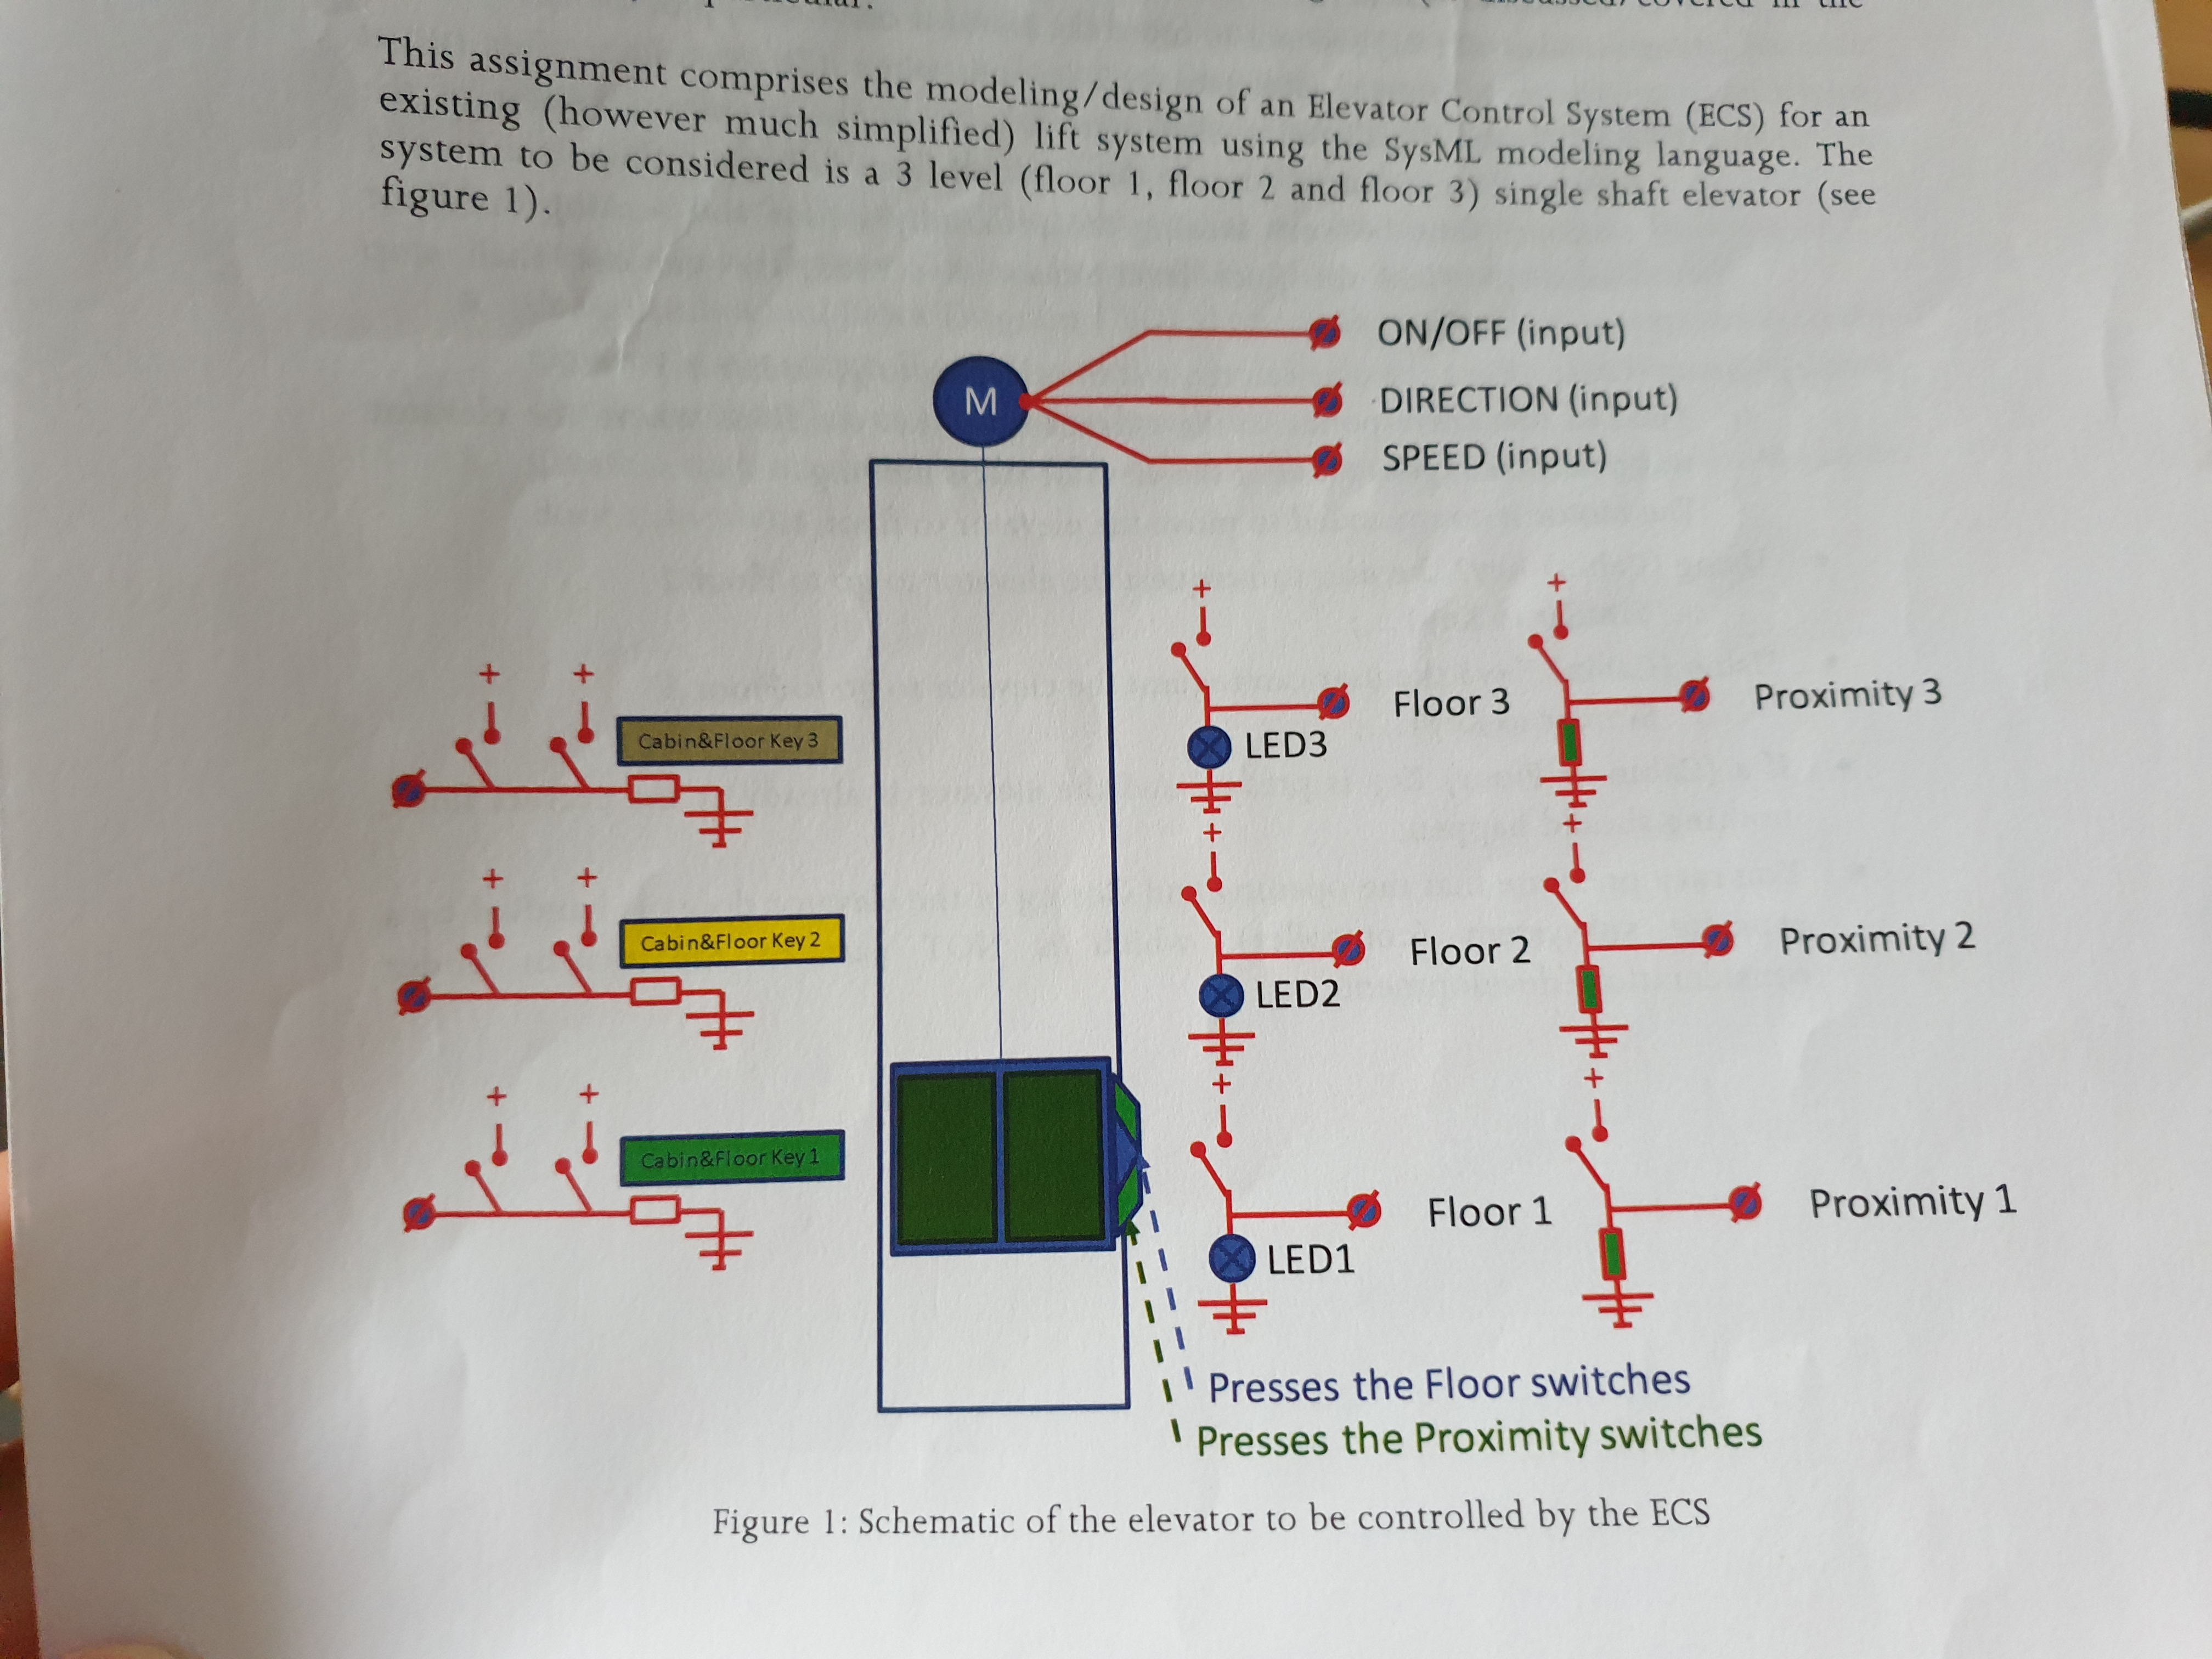 This assignment comprises the modeling/design of an Elevator Control System (ECS) for an
existing (however much simplified) lift system using the SysML modeling language. The
system to be considered is a 3 level (floor 1, floor 2 and floor 3) single shaft elevator (see
figure 1).
M
ON/OFF (input)
DIRECTION (input)
SPEED (input)
+ +
Cabin&Floor Key 3
+
LED3
Floor 3
+
Proximity 3
+ +
Cabin&Floor Key 2
+
LED2
Floor 2
+
Proximity 2
+ +
Cabin&Floor Key 1
+
LED1
Floor 1
+
Proximity 1
Presses the Floor switches
Presses the Proximity switches
Figure 1: Schematic of the elevator to be controlled by the ECS